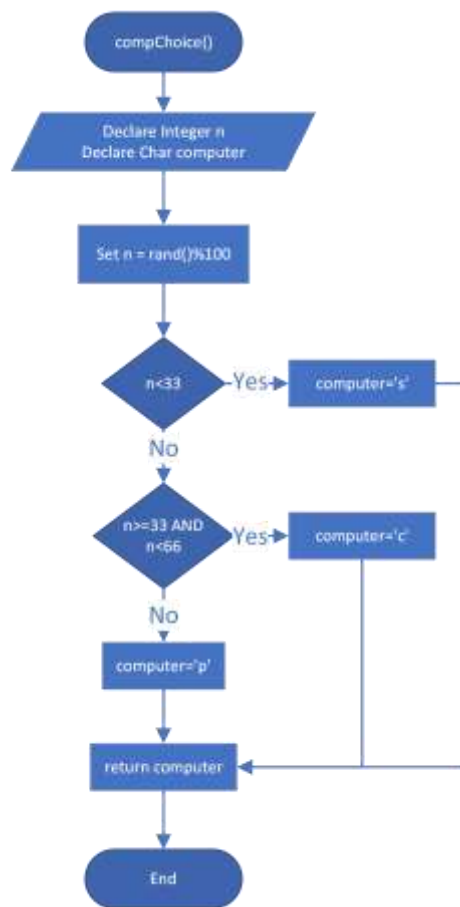 compChoice()
Declare Integer n
Declare Char computer
Set n = rand()%100
n<33
Yes
computer='s'
No
n>=33 AND
n<66
Yes
computer='c'
No
computer='p'
return computer
End